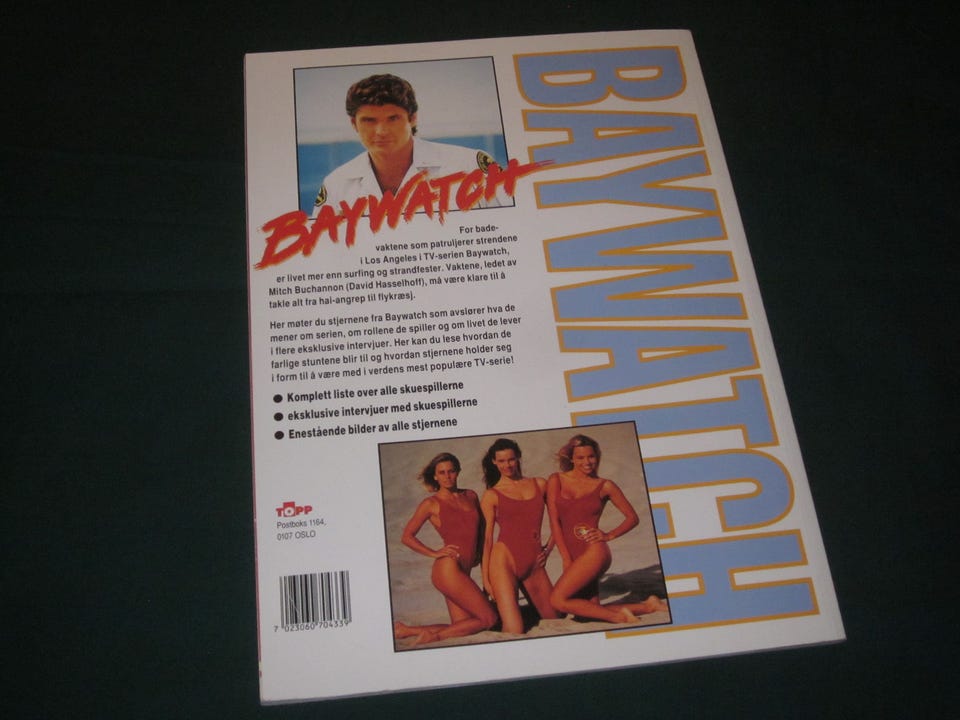 BAYWATCH
BAYWATCH
For bade-
vaktene som patruljerer strendene
i Los Angeles i TV-serien Baywatch,
er livet mer enn surfing og strandfester. Vaktene, ledet av
Mitch Buchannon (David Hasselhoff), må være klare til å
takle alt fra hai-angrep til flykræsj.
Her møter du stjernene fra Baywatch som avslører hva de
mener om serien, om rollene de spiller og om livet de lever
i flere eksklusive intervjuer. Her kan du lese hvordan de
farlige stuntene blir til og hvordan stjernene holder seg
i form til å være med i verdens mest populære TV-serie!
● Komplett liste over alle skuespillerne
● eksklusive intervjuer med skuespillerne
● Enestående bilder av alle stjernene
TOPP
Postboks 1164,
0107 OSLO
7 023060 704339